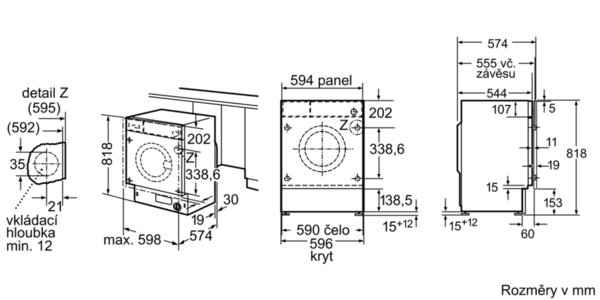 detail Z
(595)
(592)
35
21
vkládací
hloubka
min. 12
818
202
Z
338,6
30
19
574
max. 598
594 panel
202
Z
338,6
138,5
15+12
590 čelo
596
kryt
574
555 vč.
závěsu
544
107
5
11
19
818
15
153
15+12
60
Rozměry v mm